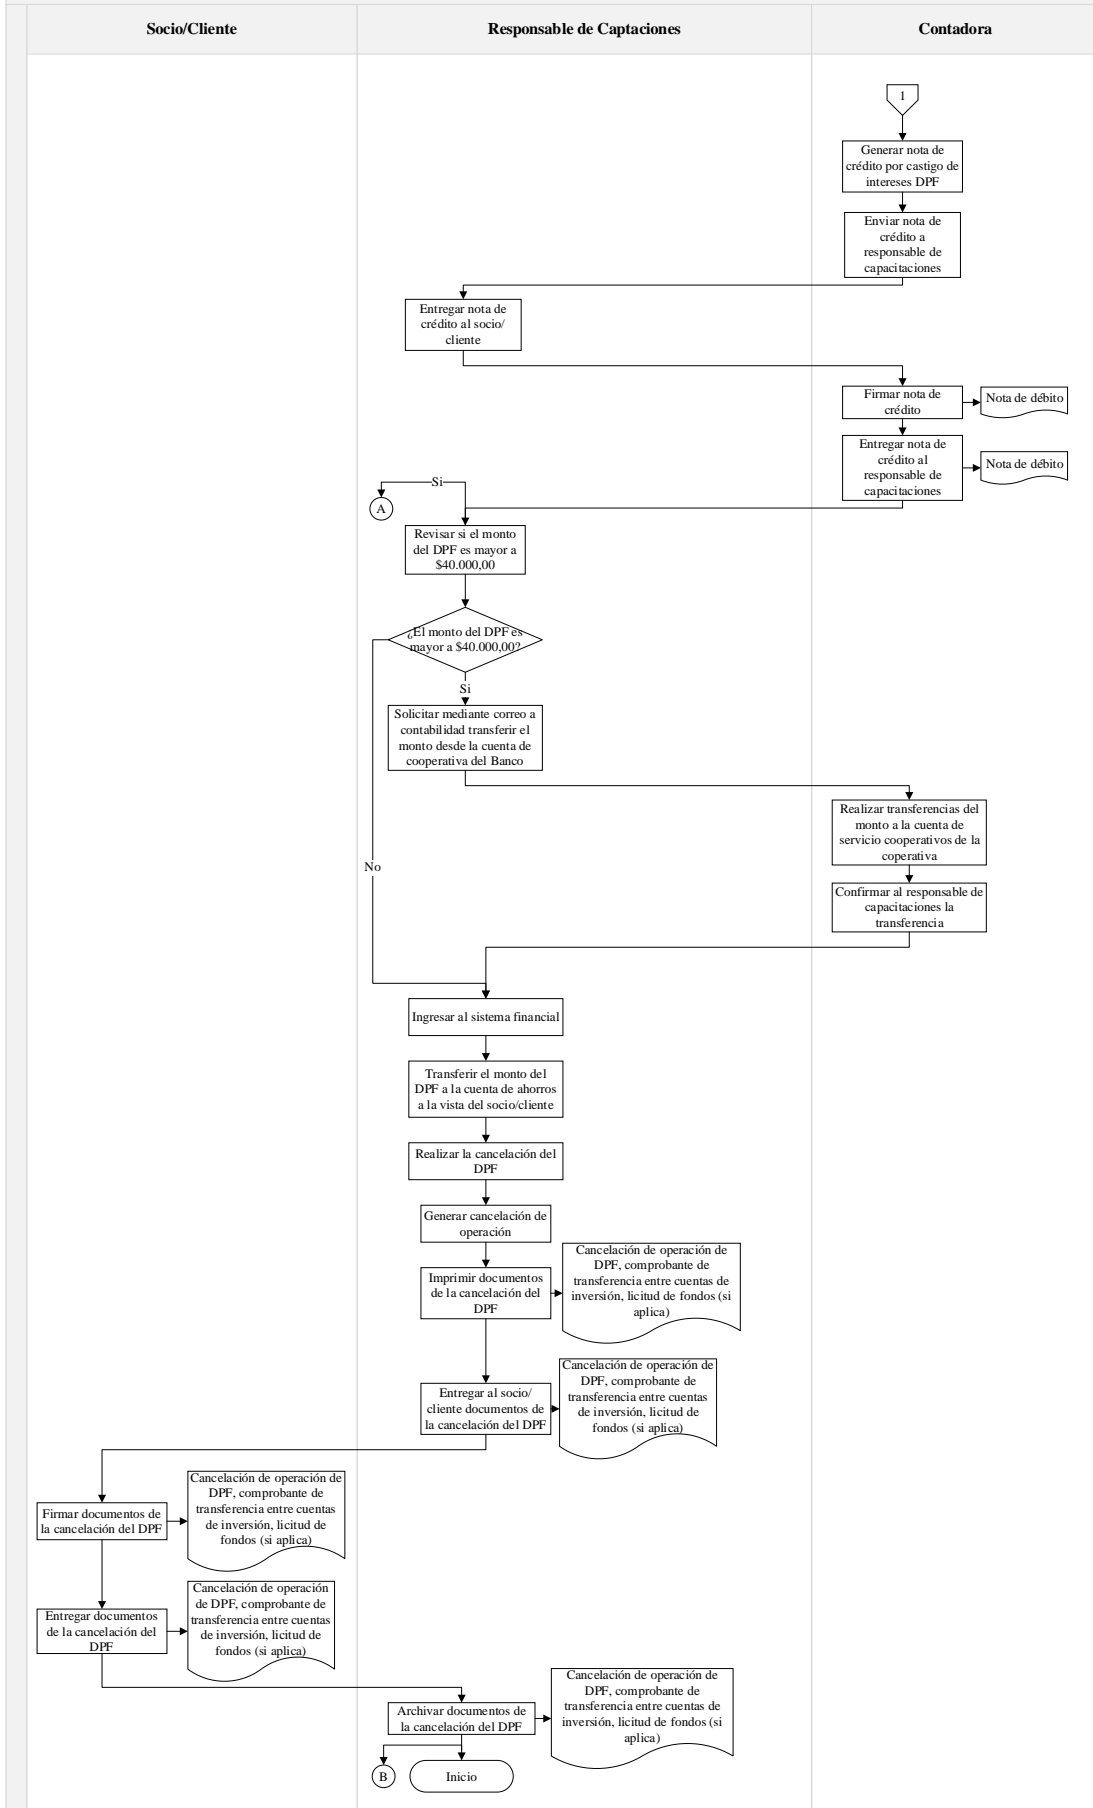 Socio/Cliente
Responsable de Captaciones
Contadora
1
Generar nota de
crédito por castigo de
intereses DPF
Enviar nota de
crédito a
responsable de
capacitaciones
Entregar nota de
crédito al socio/
cliente
Firmar nota de
crédito
Nota de débito
Entregar nota de
crédito al
responsable de
capacitaciones
Nota de débito
Si
A
Revisar si el monto
del DPF es mayor a
$40.000,00
¿El monto del DPF es
mayor a $40.000,00?
Si
Solicitar mediante correo a
contabilidad transferir el
monto desde la cuenta de
cooperativa del Banco
Realizar transferencias del
monto a la cuenta de
servicio cooperativos de la
coperativa
No
Confirmar al responsable de
capacitaciones la
transferencia
Ingresar al sistema financial
Transferir el monto del
DPF a la cuenta de ahorros
a la vista del socio/cliente
Realizar la cancelación del
DPF
Generar cancelación de
operación
Imprimir documentos
de la cancelación del
DPF
Cancelación de operación de
DPF, comprobante de
transferencia entre cuentas de
inversión, licitud de fondos (si
aplica)
Entregar al socio/
cliente documentos de
la cancelación del DPF
Cancelación de operación de
DPF, comprobante de
transferencia entre cuentas
de inversión, licitud de
fondos (si aplica)
Firmar documentos de
la cancelación del DPF
Cancelación de operación de
DPF, comprobante de
transferencia entre cuentas
de inversión, licitud de
fondos (si aplica)
Entregar documentos
de la cancelación del
DPF
Cancelación de operación
de DPF, comprobante de
transferencia entre cuentas
de inversión, licitud de
fondos (si aplica)
Archivar documentos de
la cancelación del DPF
Cancelación de operación de
DPF, comprobante de
transferencia entre cuentas de
inversión, licitud de fondos (si
aplica)
B
Inicio